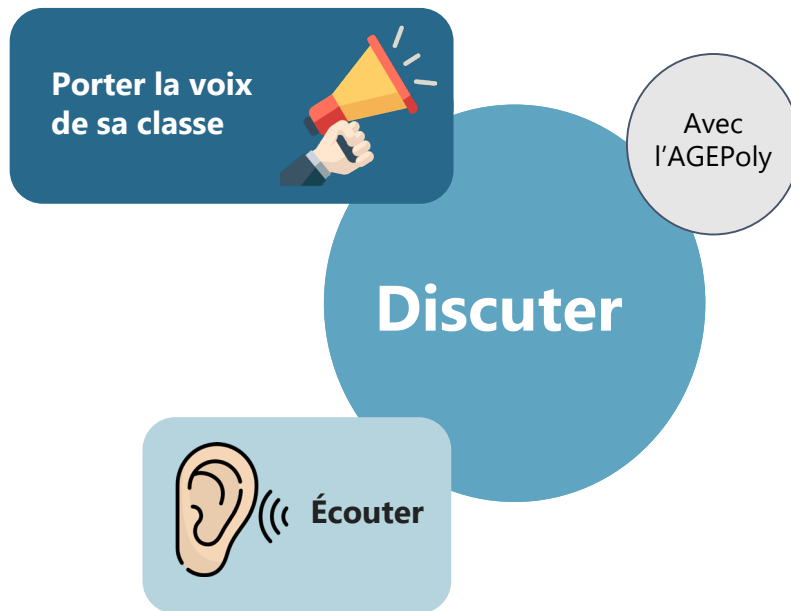 Porter la voix
de sa classe
Avec
l’AGEPoly
Discuter
Écouter